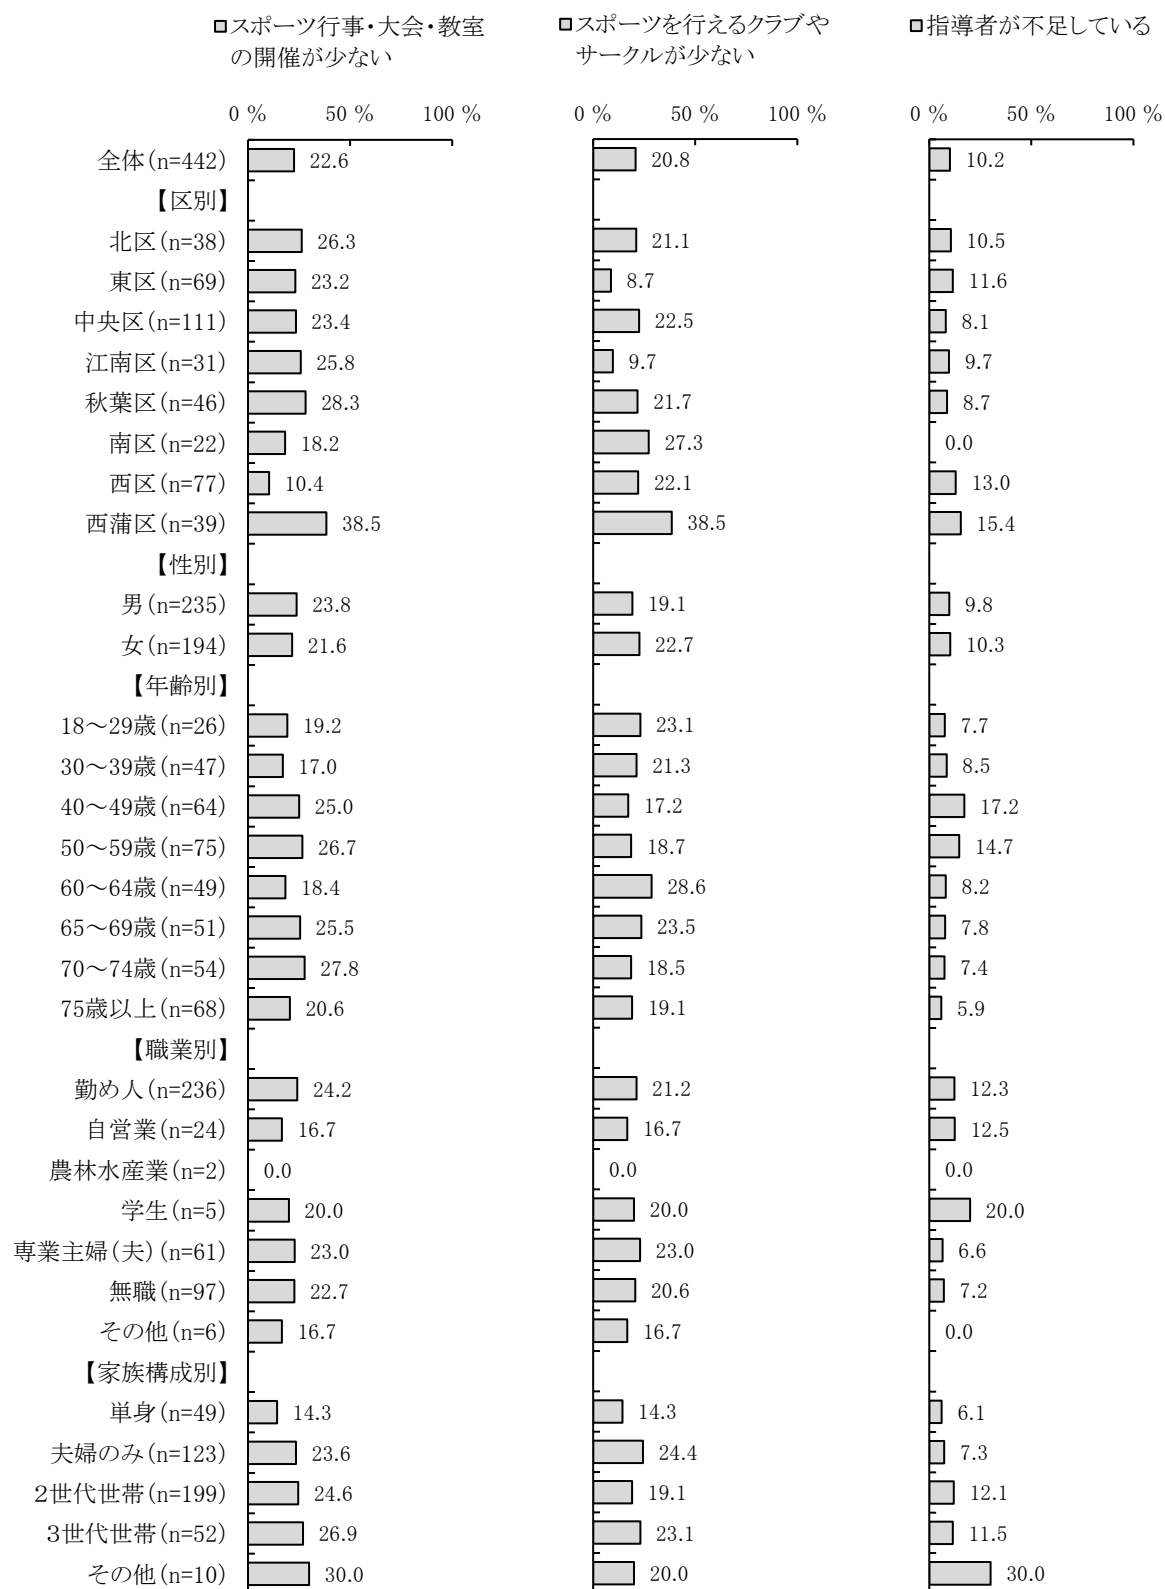 スポーツ行事・大会・教室
の開催が少ない
スポーツを行えるクラブや
サークルが少ない
指導者が不足している
0 % 50 % 100 % 0 % 50 % 100 % 0 % 50 % 100 %
全体(n=442) 22.6 20.8 10.2
【区別】
北区(n=38) 26.3 21.1 10.5
東区(n=69) 23.2 8.7 11.6
中央区(n=111) 23.4 22.5 8.1
江南区(n=31) 25.8 9.7 9.7
秋葉区(n=46) 28.3 21.7 8.7
南区(n=22) 18.2 27.3 0.0
西区(n=77) 10.4 22.1 13.0
西蒲区(n=39) 38.5 38.5 15.4
【性別】
男(n=235) 23.8 19.1 9.8
女(n=194) 21.6 22.7 10.3
【年齢別】
18～29歳(n=26) 19.2 23.1 7.7
30～39歳(n=47) 17.0 21.3 8.5
40～49歳(n=64) 25.0 17.2 17.2
50～59歳(n=75) 26.7 18.7 14.7
60～64歳(n=49) 18.4 28.6 8.2
65～69歳(n=51) 25.5 23.5 7.8
70～74歳(n=54) 27.8 18.5 7.4
75歳以上(n=68) 20.6 19.1 5.9
【職業別】
勤め人(n=236) 24.2 21.2 12.3
自営業(n=24) 16.7 16.7 12.5
農林水産業(n=2) 0.0 0.0 0.0
学生(n=5) 20.0 20.0 20.0
専業主婦(夫)(n=61) 23.0 23.0 6.6
無職(n=97) 22.7 20.6 7.2
その他(n=6) 16.7 16.7 0.0
【家族構成別】
単身(n=49) 14.3 14.3 6.1
夫婦のみ(n=123) 23.6 24.4 7.3
２世代世帯(n=199) 24.6 19.1 12.1
３世代世帯(n=52) 26.9 23.1 11.5
その他(n=10) 30.0 20.0 30.0